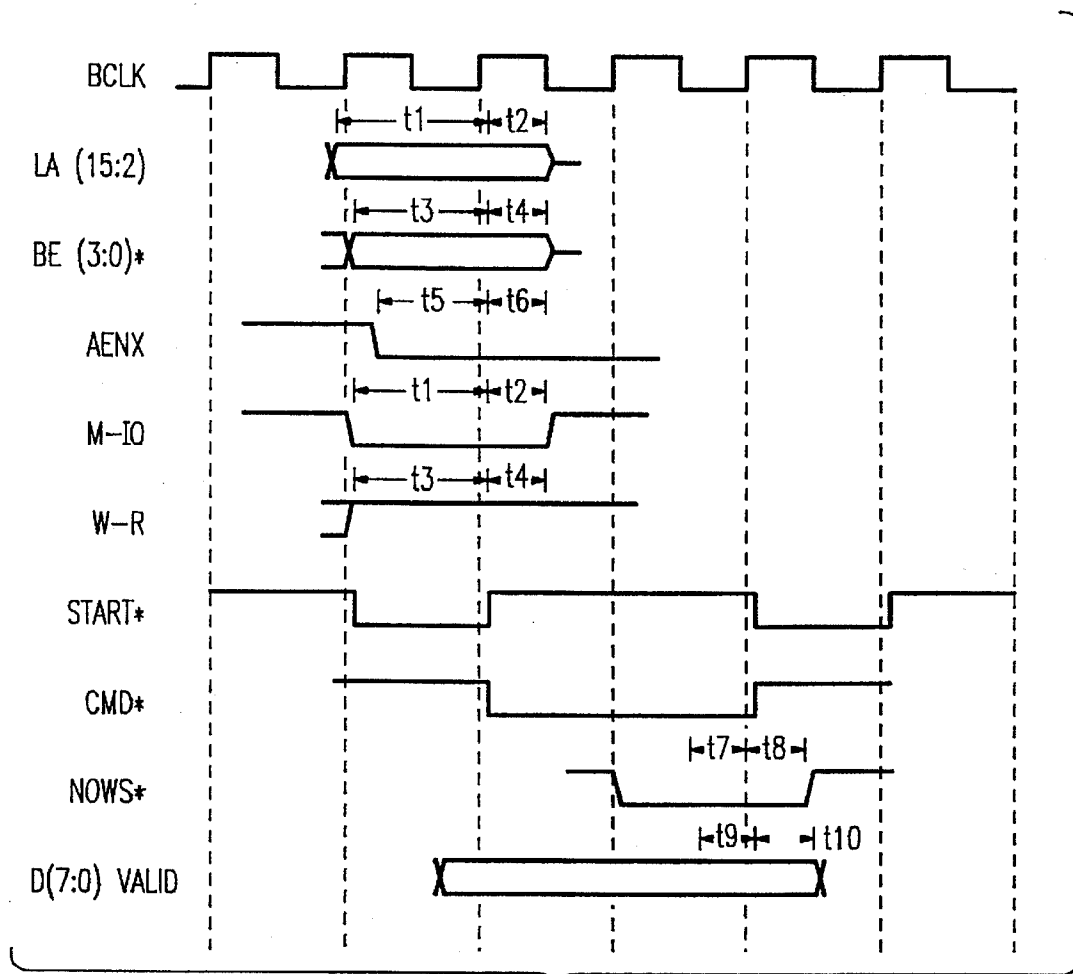 BCLK
t1 t2
LA (15:2)
t3 t4
BE (3:0)*
t5 t6
AENX
t1 t2
M-IO
t3 t4
W-R
START*
CMD*
t7 t8
NOWS*
t9 t10
D(7:0) VALID